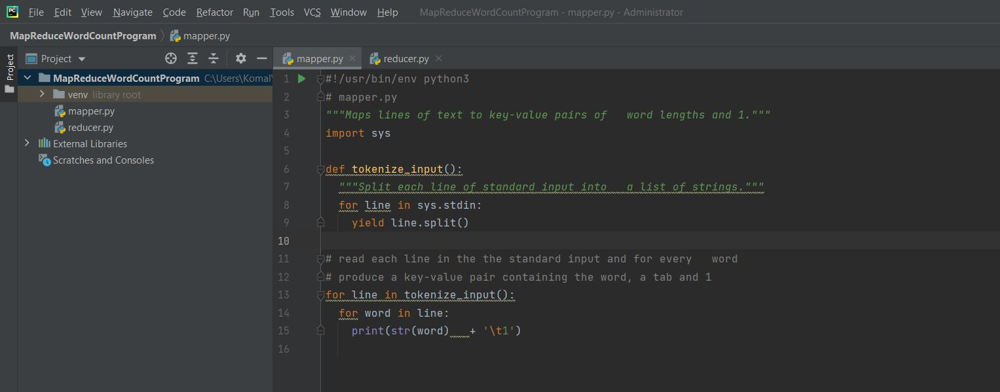 PC File Edit View Navigate Code Refactor Run Tools VCS Window Help MapReduceWordCountProgram - mapper.py - Administrator
MapReduceWordCountProgram mapper.py
Project
Project
MapReduceWordCountProgram C:\Users\Komal\
venv library root
mapper.py
reducer.py
External Libraries
Scratches and Consoles
mapper.py reducer.py
1 #!/usr/bin/env python3
2 # mapper.py
3 """Maps lines of text to key-value pairs of   word lengths and 1."""
4 import sys
5
6 def tokenize_input():
7   """Split each line of standard input into   a list of strings."""
8   for line in sys.stdin:
9     yield line.split()
10
11 # read each line in the the standard input and for every   word
12 # produce a key-value pair containing the word, a tab and 1
13 for line in tokenize_input():
14   for word in line:
15     print(str(word)   + '\t1')
16